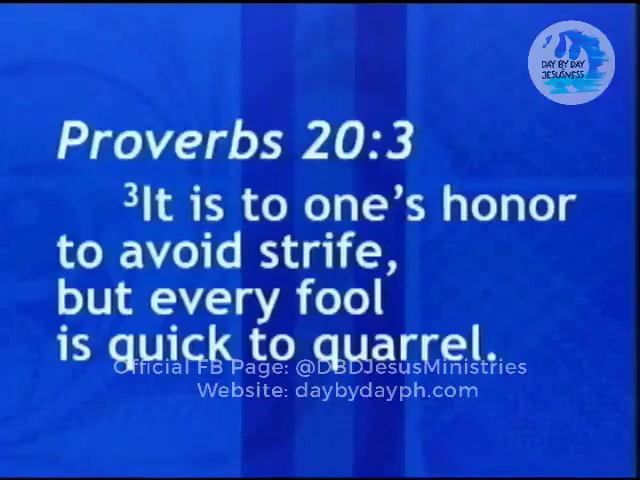 DAY BY DAY
JESUSNESS
Proverbs 20:3
³It is to one's honor
to avoid strife,
but every fool
is quick to quarrel.
Official FB Page: @DBDJesusMinistries
Website: daybydayph.com